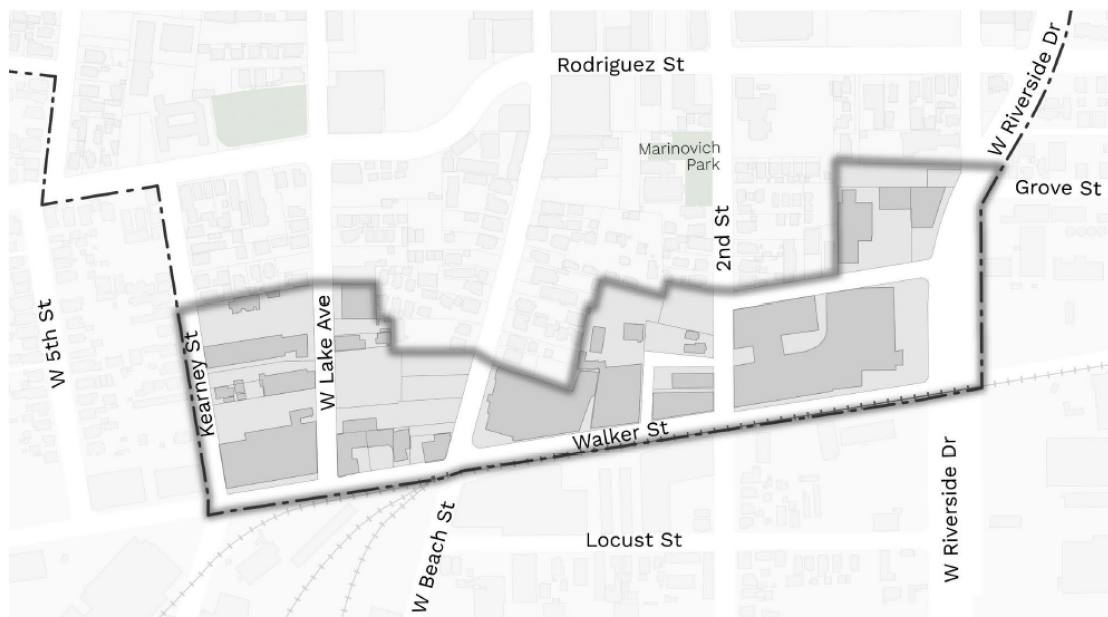 Rodriguez St
W Riverside Dr
Marinovich
Park
Grove St
2nd St
W 5th St
Kearney St
W Lake Ave
Walker St
W Beach St
Locust St
W Riverside Dr